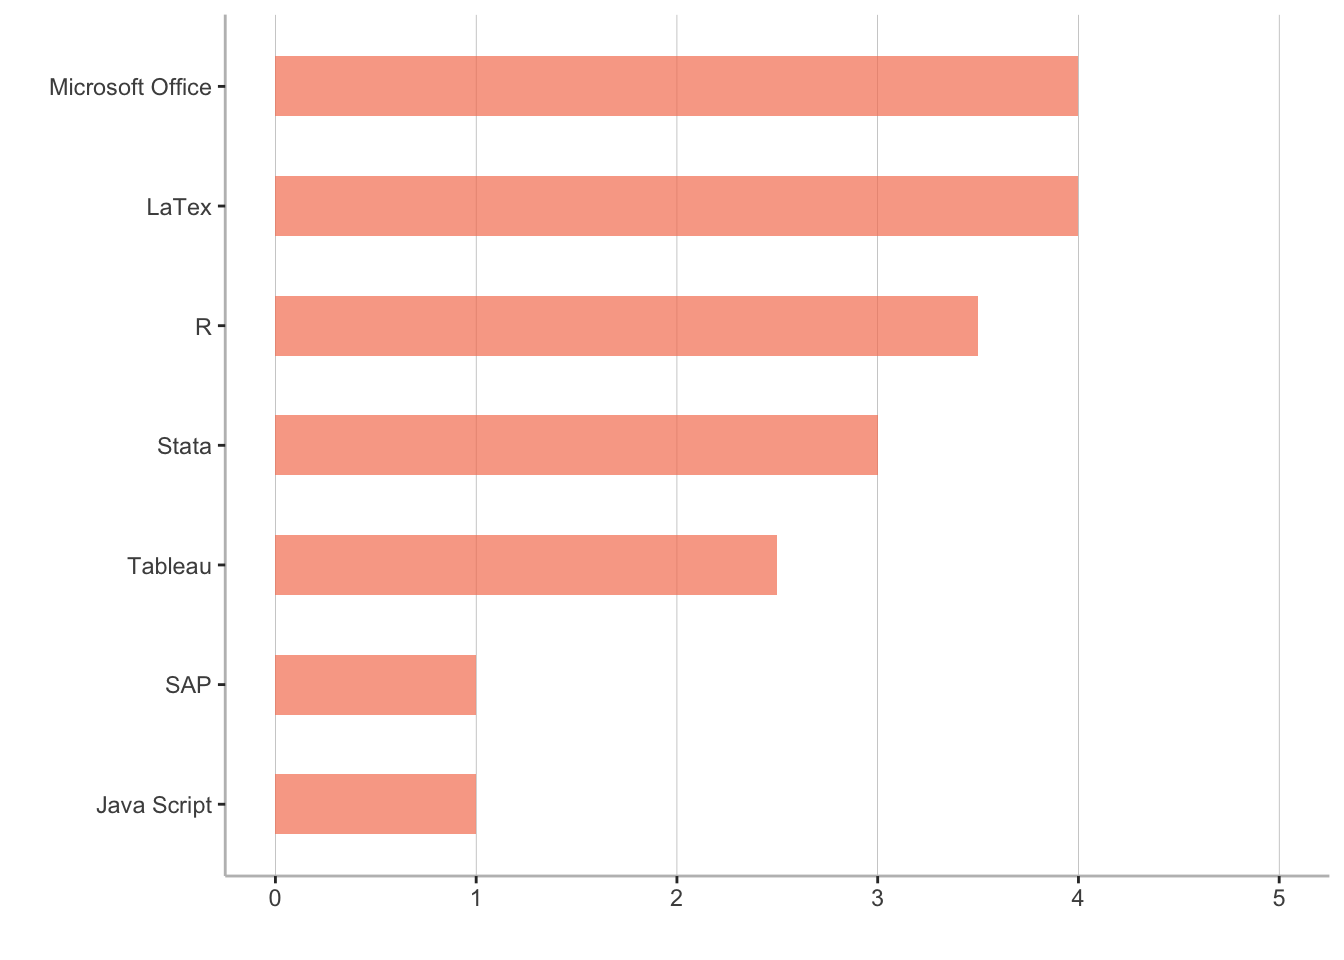 Microsoft Office
LaTex
R
Stata
Tableau
SAP
Java Script
0 1 2 3 4 5